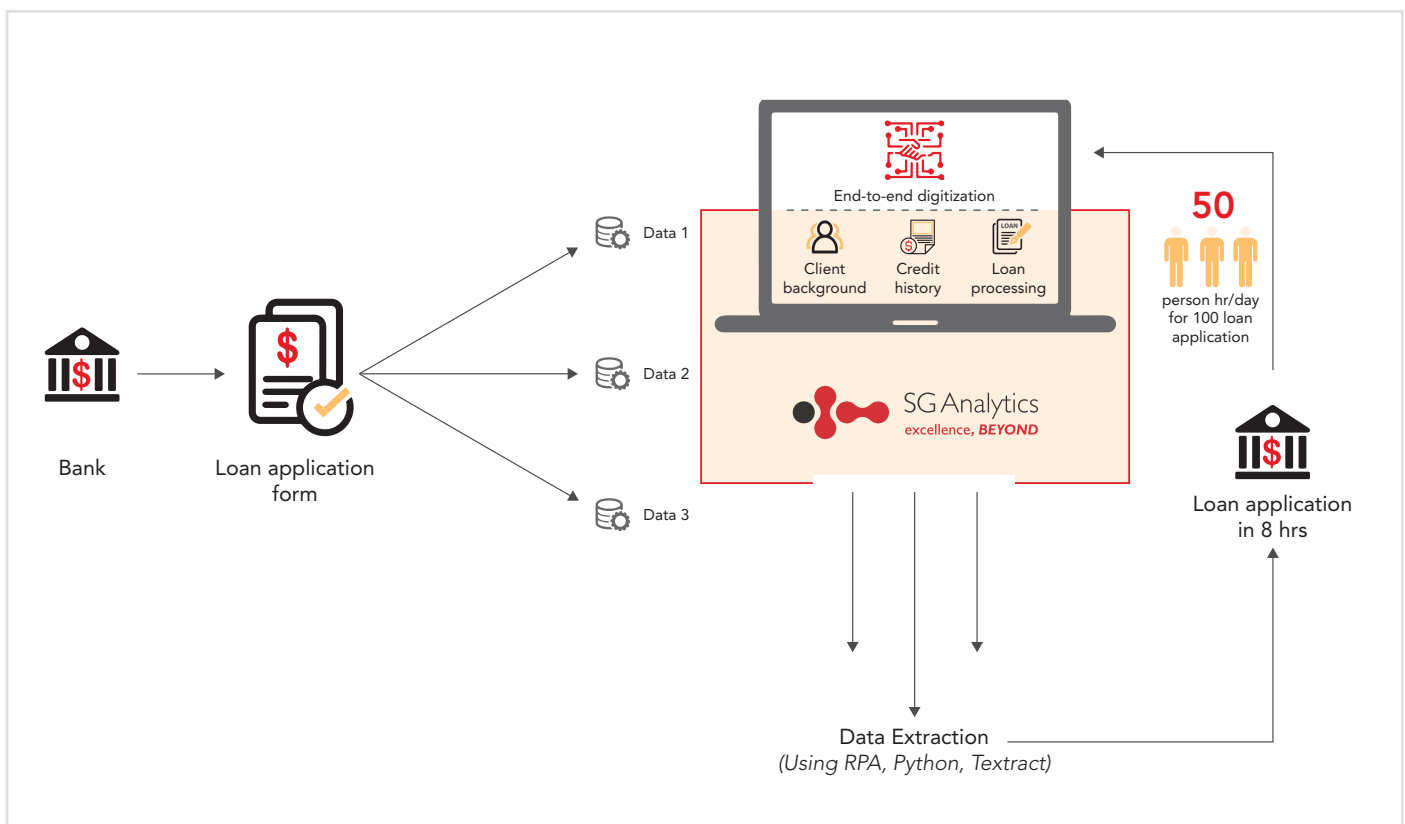 Bank
$
Loan application
form
$
Data 1
Data 2
Data 3
End-to-end digitization
Client
background
$
Credit
history
LOAN
Loan
processing
SG Analytics
excellence, BEYOND
Data Extraction
(Using RPA, Python, Textract)
50
person hr/day
for 100 loan
application
$
Loan application
in 8 hrs